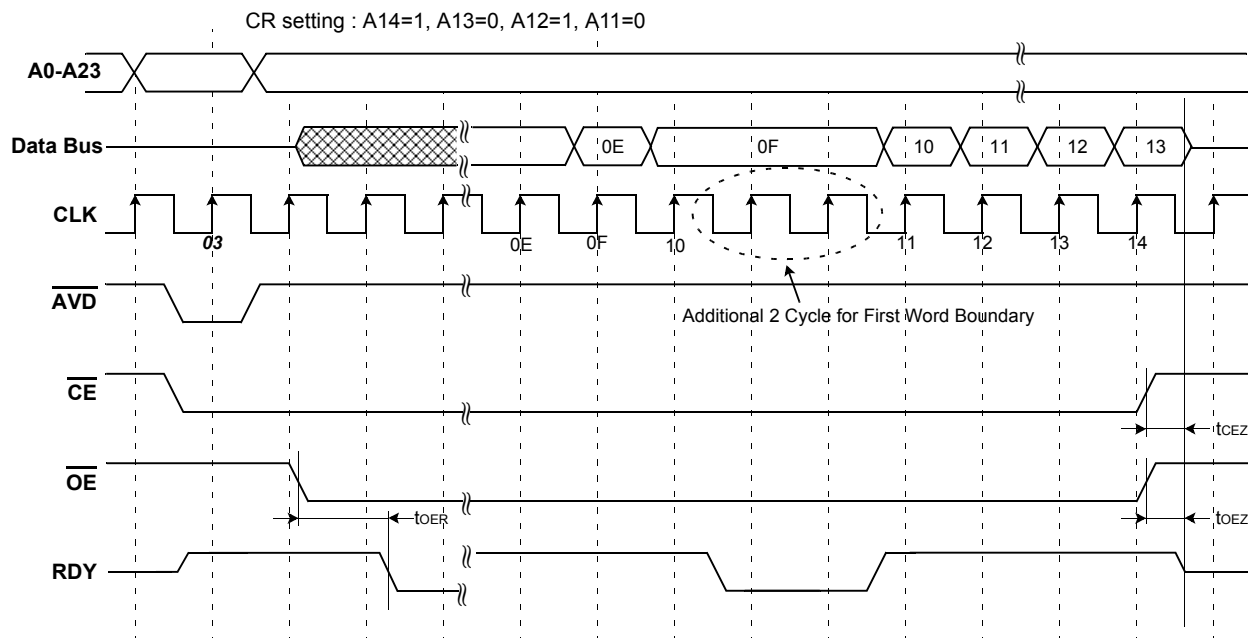 CR setting : A14=1, A13=0, A12=1, A11=0
A0-A23
Data Bus
0E 0F 10 11 12 13
CLK
03 0E 0F 10 11 12 13 14
AVD
Additional 2 Cycle for First Word Boundary
CE
tCEZ
OE
tOER
tOEZ
RDY